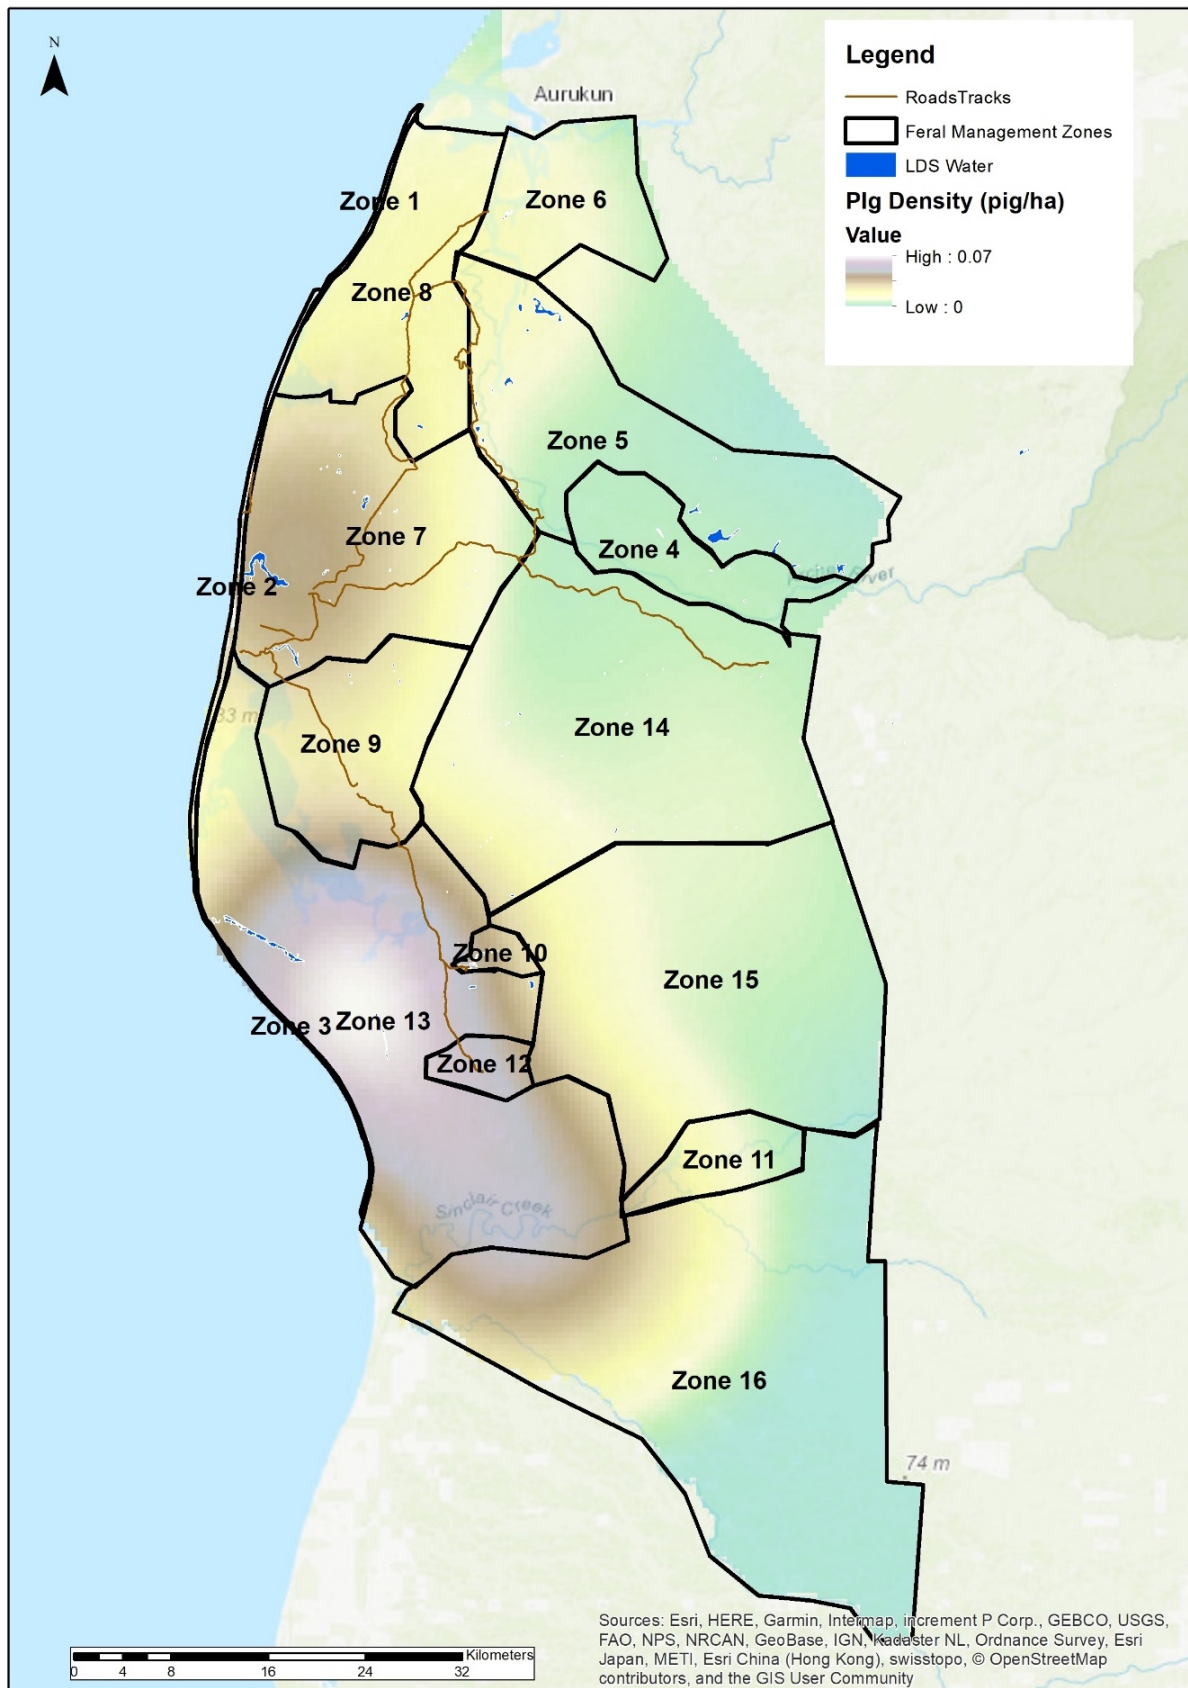 N
Aurukun
Legend
RoadsTracks
Feral Management Zones
LDS Water
PIg Density (pig/ha)
Value
High : 0.07
Low : 0
Zone 1
Zone 6
Zone 8
Zone 5
Zone 7
Zone 4
Archer River
Zone 2
33 m
Zone 9
Zone 14
Zone 10
Zone 15
Zone 3
Zone 13
Zone 12
Zone 11
Sinclair Creek
Zone 16
74 m
Kilometers
0 4 8 16 24 32
Sources: Esri, HERE, Garmin, Intermap, increment P Corp., GEBCO, USGS,
FAO, NPS, NRCAN, GeoBase, IGN, Kadaster NL, Ordnance Survey, Esri
Japan, METI, Esri China (Hong Kong), swisstopo, © OpenStreetMap
contributors, and the GIS User Community